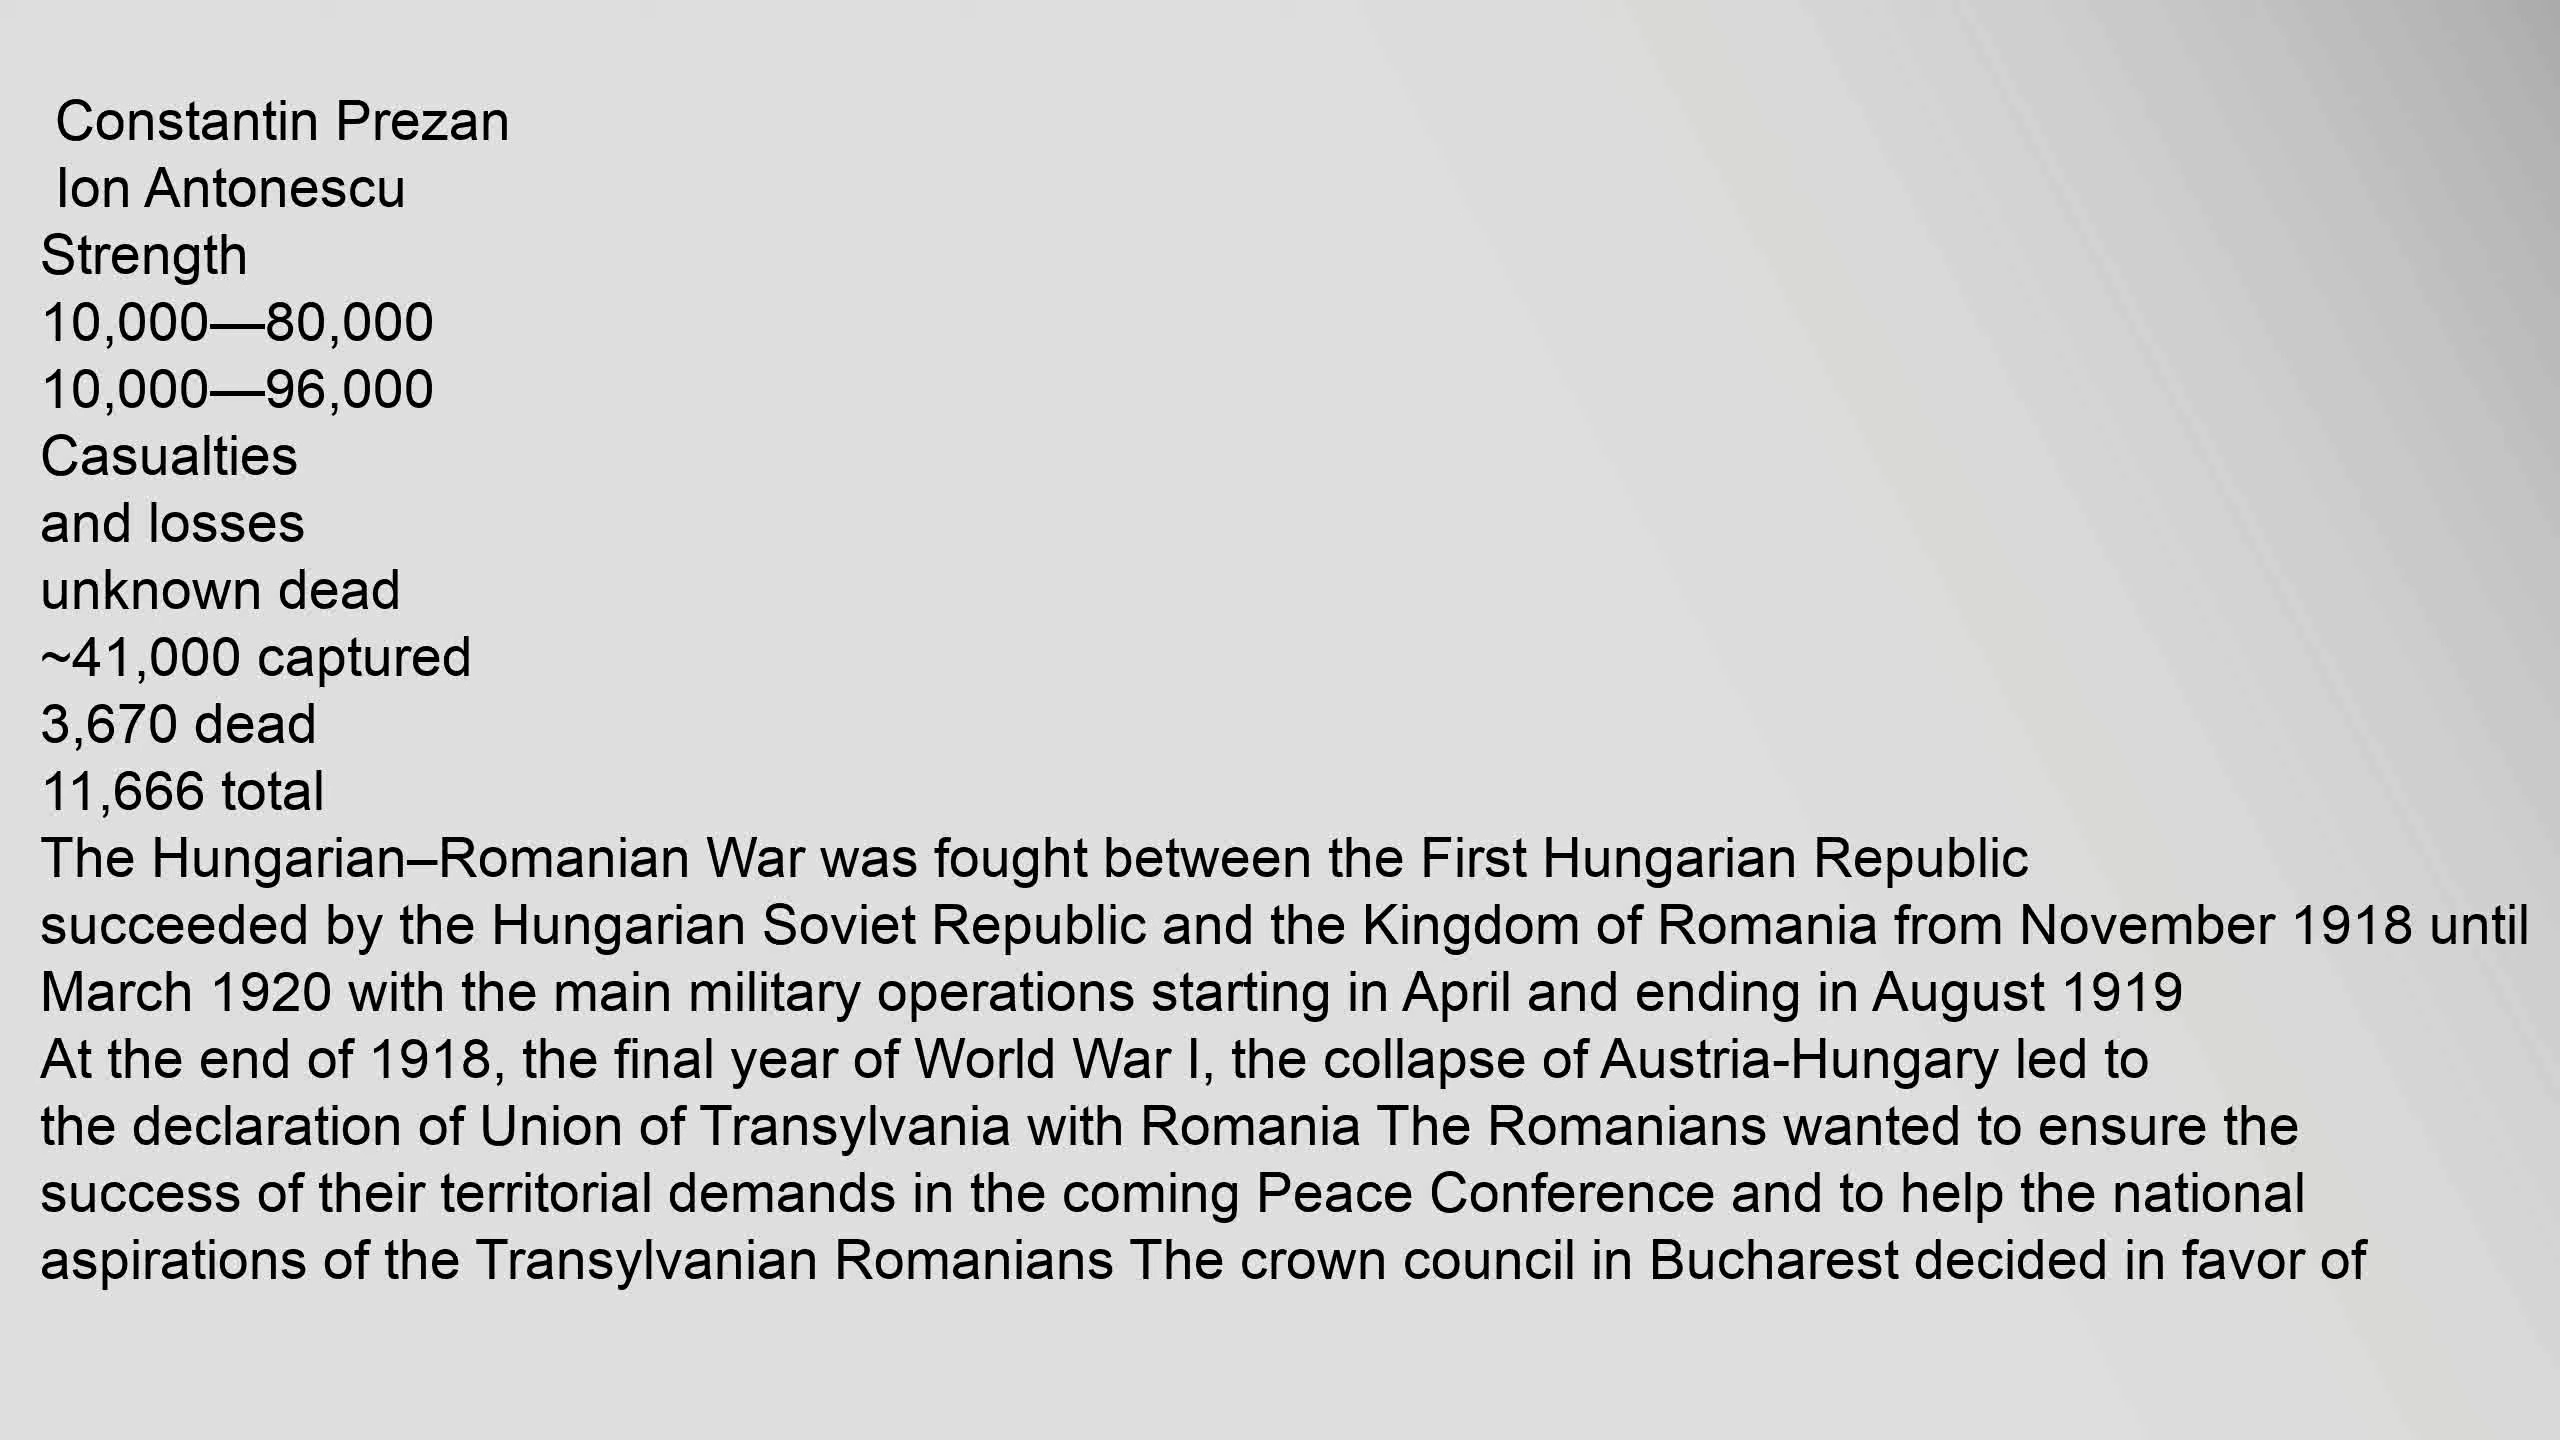 Constantin Prezan
Ion Antonescu
Strength
10,000—80,000
10,000—96,000
Casualties
and losses
unknown dead
~41,000 captured
3,670 dead
11,666 total
The Hungarian–Romanian War was fought between the First Hungarian Republic
succeeded by the Hungarian Soviet Republic and the Kingdom of Romania from November 1918 until
March 1920 with the main military operations starting in April and ending in August 1919
At the end of 1918, the final year of World War I, the collapse of Austria-Hungary led to
the declaration of Union of Transylvania with Romania The Romanians wanted to ensure the
success of their territorial demands in the coming Peace Conference and to help the national
aspirations of the Transylvanian Romanians The crown council in Bucharest decided in favor of